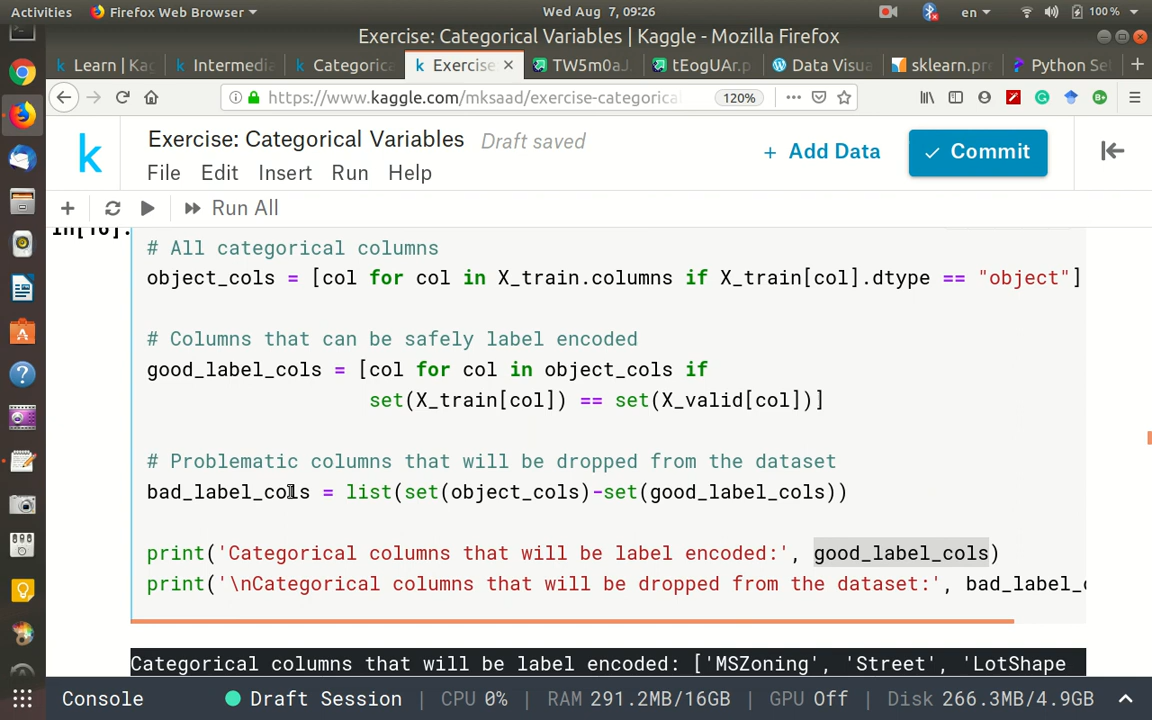 Activities Firefox Web Browser Wed Aug 7, 09:26 en 100 %
Exercise: Categorical Variables | Kaggle - Mozilla Firefox
Learn | Ka Intermedia Categorica Exercise TW5m0aJ. tEogUAr.p Data Visua sklearn.pre Python Se
https://www.kaggle.com/mksaad/exercise-categorica 120%
Exercise: Categorical Variables Draft saved
+ Add Data Commit
File Edit Insert Run Help
Run All
In[16]:
# All categorical columns
object_cols = [col for col in X_train.columns if X_train[col].dtype == "object"]
# Columns that can be safely label encoded
good_label_cols = [col for col in object_cols if
set(X_train[col]) == set(X_valid[col])]
# Problematic columns that will be dropped from the dataset
bad_label_cols = list(set(object_cols)-set(good_label_cols))
print('Categorical columns that will be label encoded:', good_label_cols)
print('\nCategorical columns that will be dropped from the dataset:', bad_label_c
Categorical columns that will be label encoded: ['MSZoning', 'Street', 'LotShape
Console Draft Session | CPU 0% | RAM 291.2MB/16GB | GPU Off | Disk 266.3MB/4.9GB